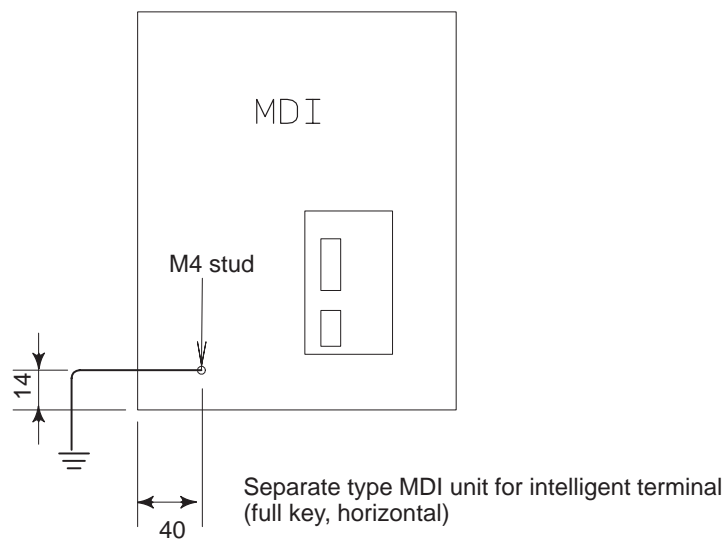 MDI
M4 stud
14
40
Separate type MDI unit for intelligent terminal
(full key, horizontal)